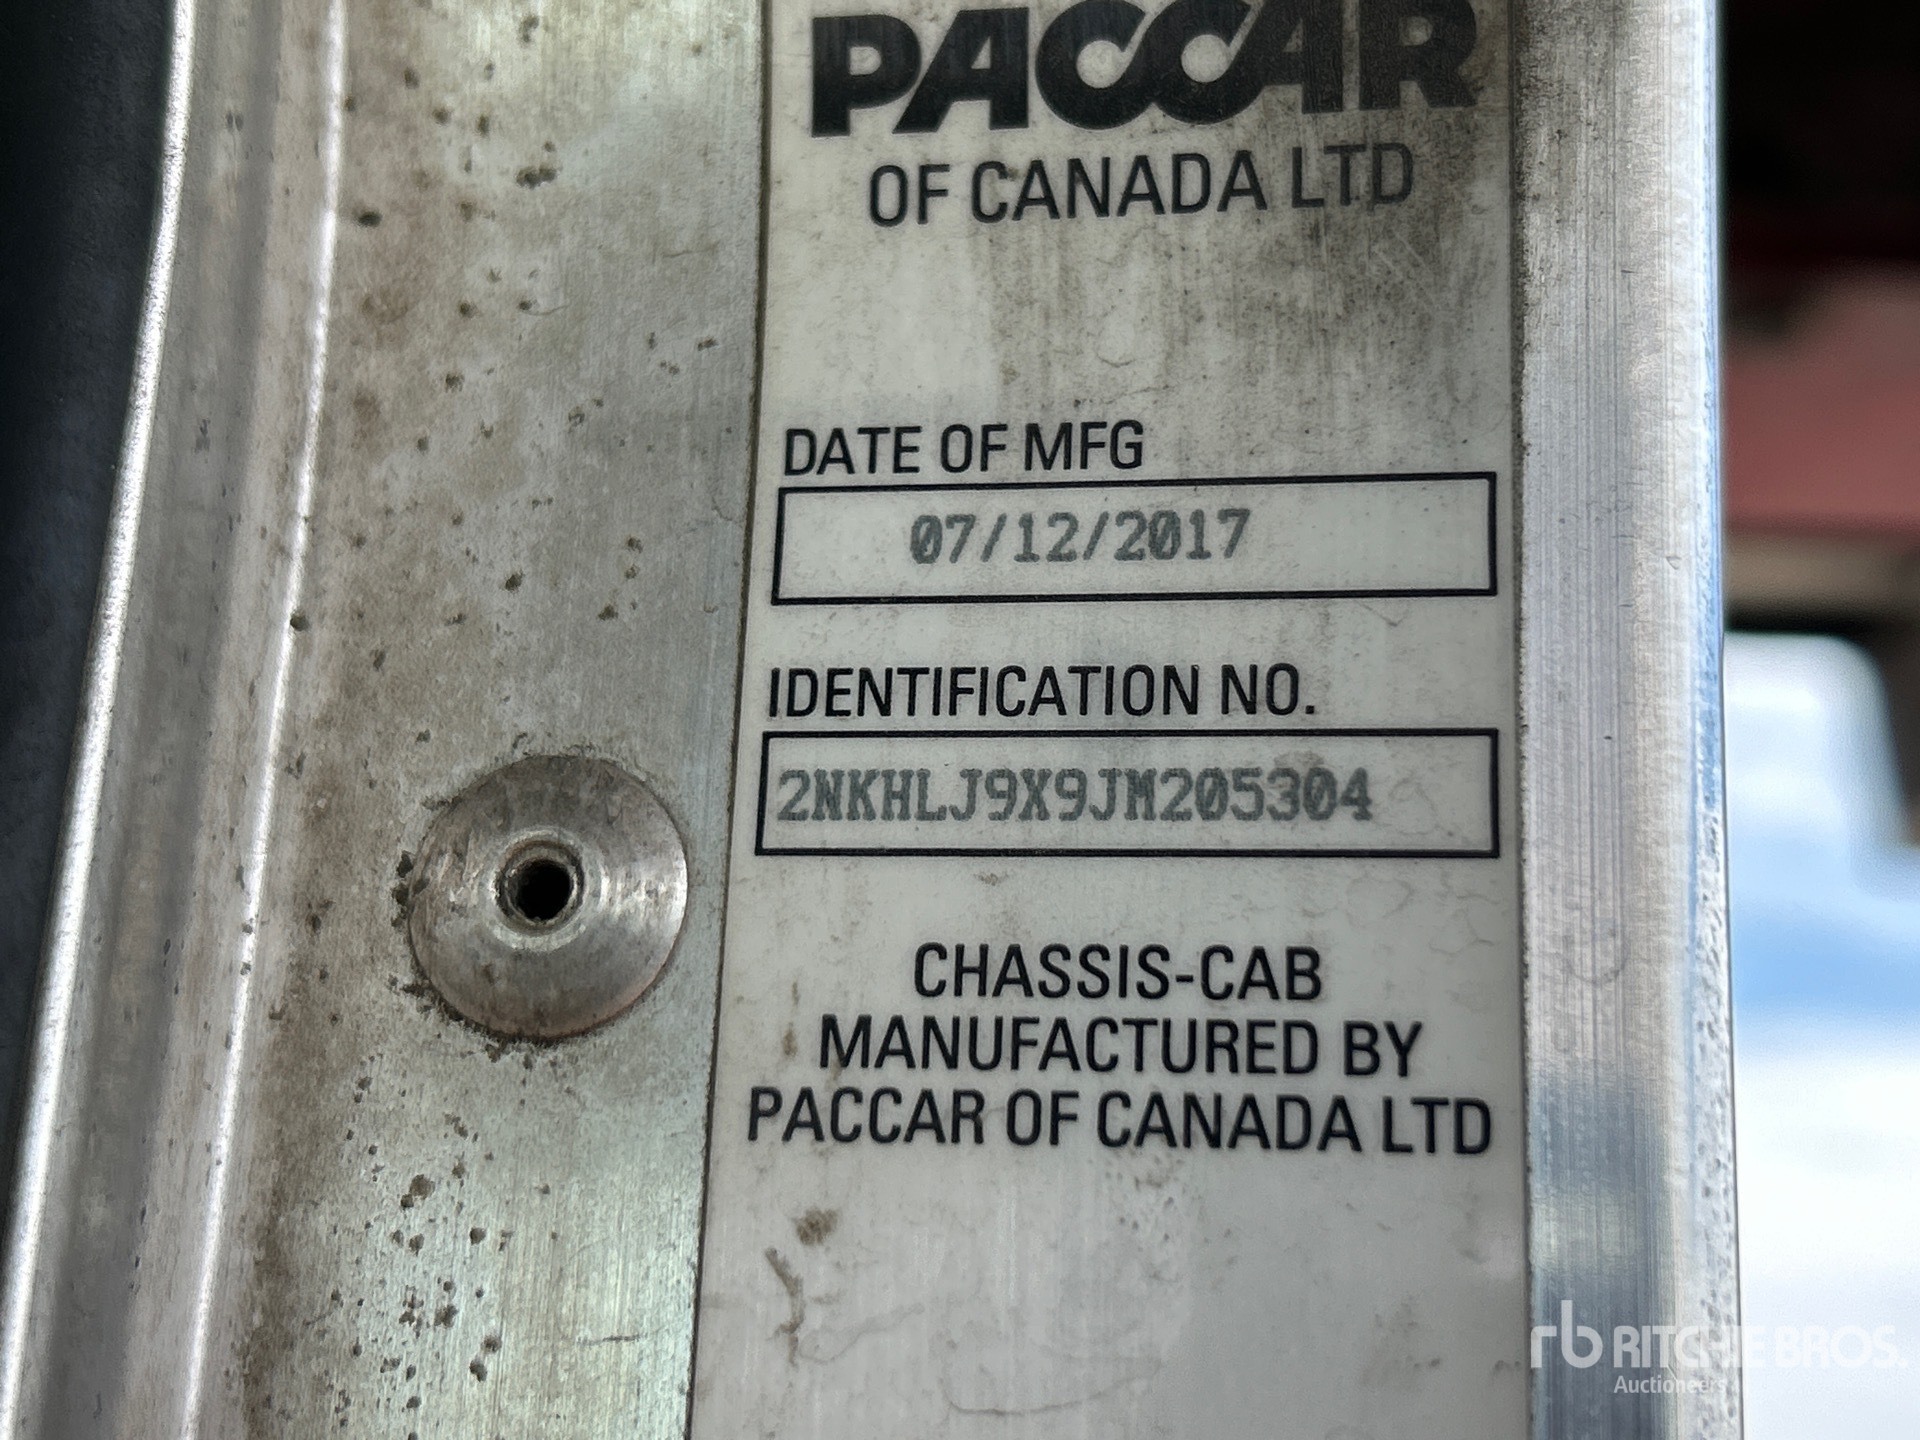 PACCAR
OF CANADA LTD
DATE OF MFG
07/12/2017
IDENTIFICATION NO.
2NKHLJ9X9JM205304
CHASSIS-CAB
MANUFACTURED BY
PACCAR OF CANADA LTD
rb RITCHIE BROS.
Auctioneers